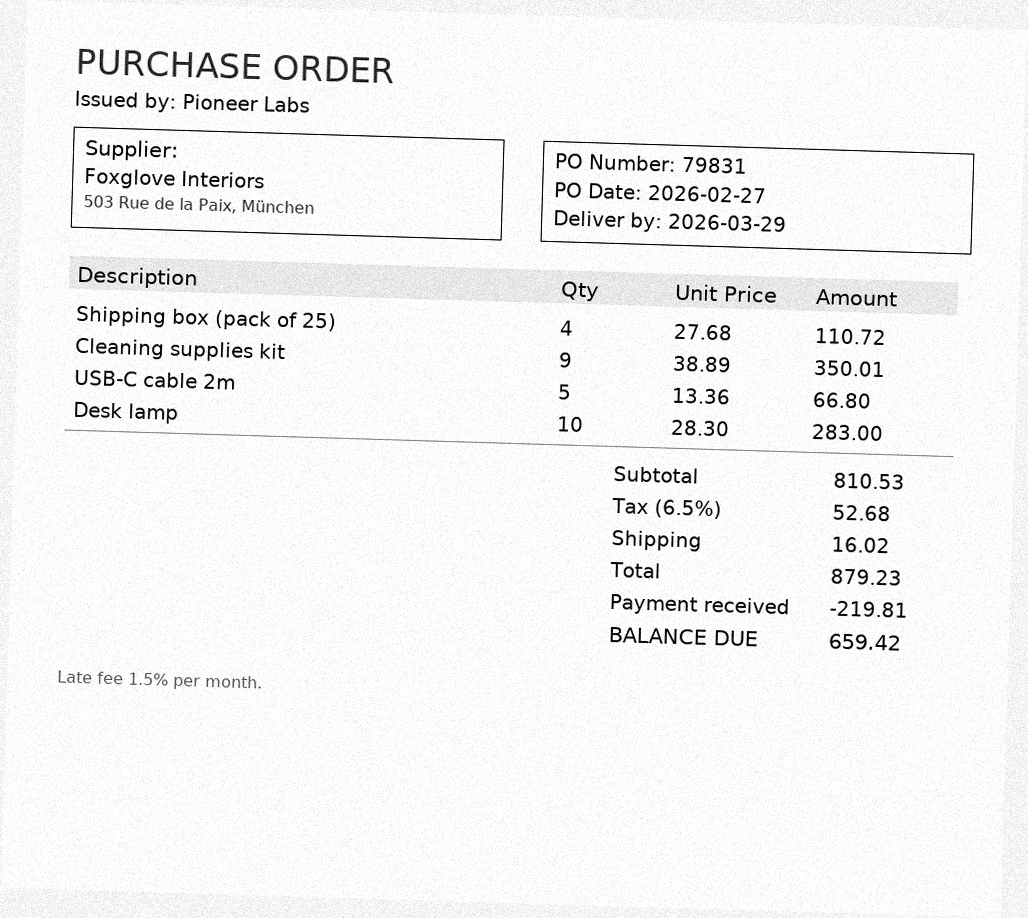 PURCHASE ORDER
Issued by: Pioneer Labs
Supplier:
Foxglove Interiors
503 Rue de la Paix, München
PO Number: 79831
PO Date: 2026-02-27
Deliver by: 2026-03-29
Description Qty Unit Price Amount
Shipping box (pack of 25) 4 27.68 110.72
Cleaning supplies kit 9 38.89 350.01
USB-C cable 2m 5 13.36 66.80
Desk lamp 10 28.30 283.00
Subtotal 810.53
Tax (6.5%) 52.68
Shipping 16.02
Total 879.23
Payment received -219.81
BALANCE DUE 659.42
Late fee 1.5% per month.